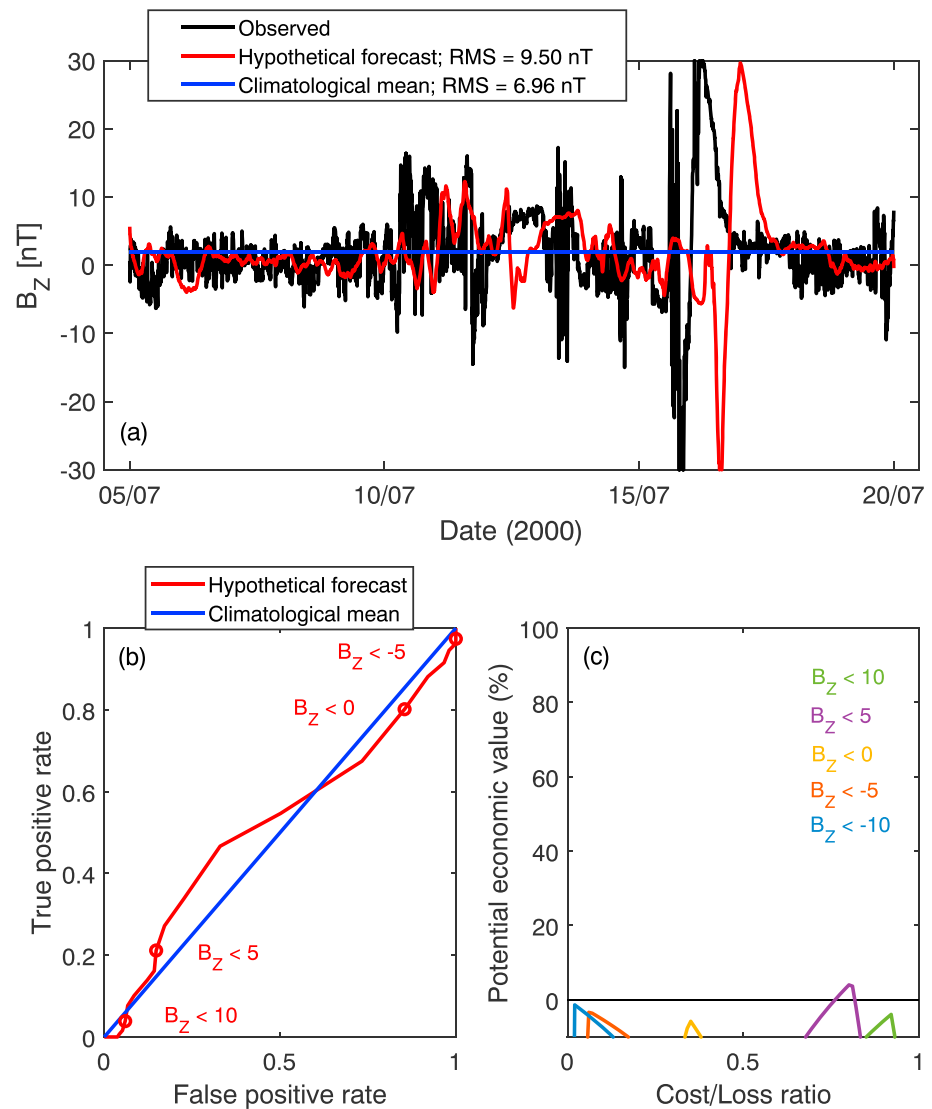 Observed
Hypothetical forecast; RMS = 9.50 nT
Climatological mean; RMS = 6.96 nT
30
20
10
0
-10
-20
-30
B_Z [nT]
(a)
05/07 10/07 15/07 20/07
Date (2000)
Hypothetical forecast
Climatological mean
1
0.8
0.6
0.4
0.2
0
True positive rate
(b)
B_Z < -5
B_Z < 0
B_Z < 5
B_Z < 10
0 0.5 1
False positive rate
100
80
60
40
20
0
Potential economic value (%)
(c)
B_Z < 10
B_Z < 5
B_Z < 0
B_Z < -5
B_Z < -10
0 0.5 1
Cost/Loss ratio